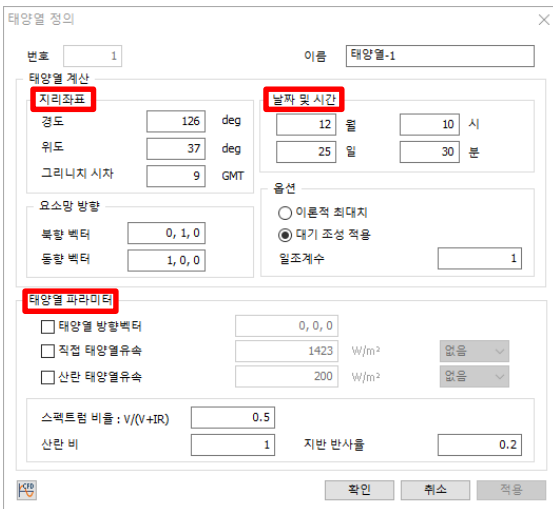 태양열 정의
번호 1 이름 태양열-1
태양열 계산
지리좌표
경도 126 deg
위도 37 deg
그리니치 시차 9 GMT
날짜 및 시간
12 월 10 시
25 일 30 분
요소망 방향
북향 벡터 0, 1, 0
동향 벡터 1, 0, 0
옵션
이론적 최대치
대기 조성 적용
일조계수 1
태양열 파라미터
태양열 방향벡터 0, 0, 0
직접 태양열유속 1423 W/m² 없음
산란 태양열유속 200 W/m² 없음
스펙트럼 비율 : V/(V+IR) 0.5
산란 비 1 지반 반사율 0.2
확인 취소 적용